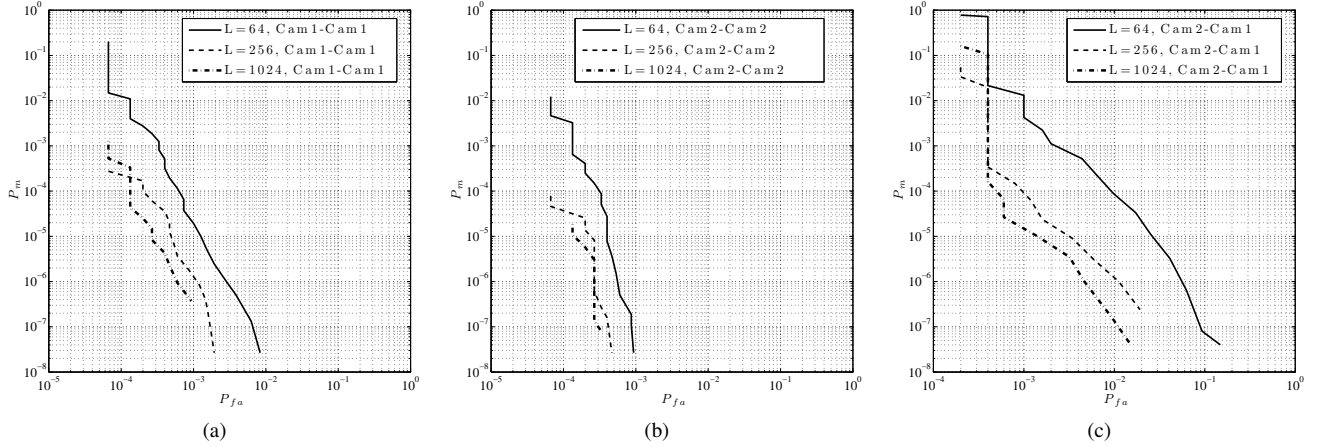 10^0
10^-1
10^-2
10^-3
10^-4
10^-5
10^-6
10^-7
10^-8
P_m
L=64, Cam1-Cam1
L=256, Cam1-Cam1
L=1024, Cam1-Cam1
10^-5 10^-4 10^-3 10^-2 10^-1 10^0
P_fa
(a)
10^0
10^-1
10^-2
10^-3
10^-4
10^-5
10^-6
10^-7
10^-8
P_m
L=64, Cam2-Cam2
L=256, Cam2-Cam2
L=1024, Cam2-Cam2
10^-5 10^-4 10^-3 10^-2 10^-1 10^0
P_fa
(b)
10^0
10^-1
10^-2
10^-3
10^-4
10^-5
10^-6
10^-7
10^-8
P_m
L=64, Cam2-Cam1
L=256, Cam2-Cam1
L=1024, Cam2-Cam1
10^-4 10^-3 10^-2 10^-1 10^0
P_fa
(c)